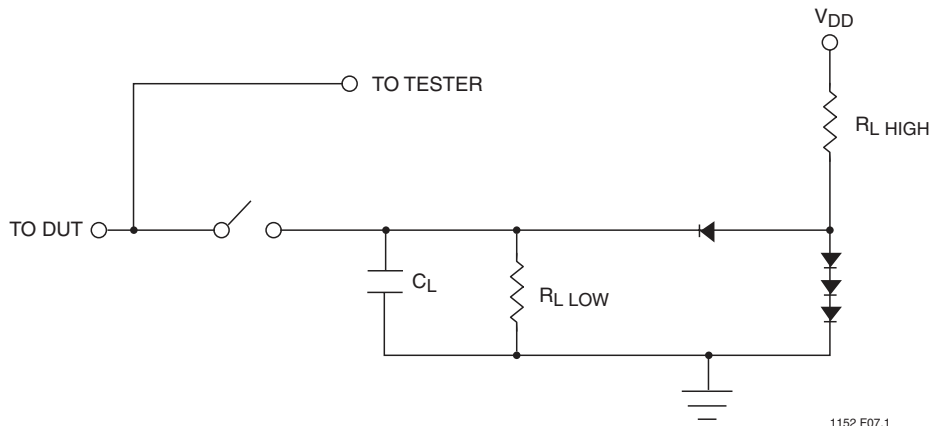 VDD
TO TESTER
RL HIGH
TO DUT
CL
RL LOW
1152 F07.1